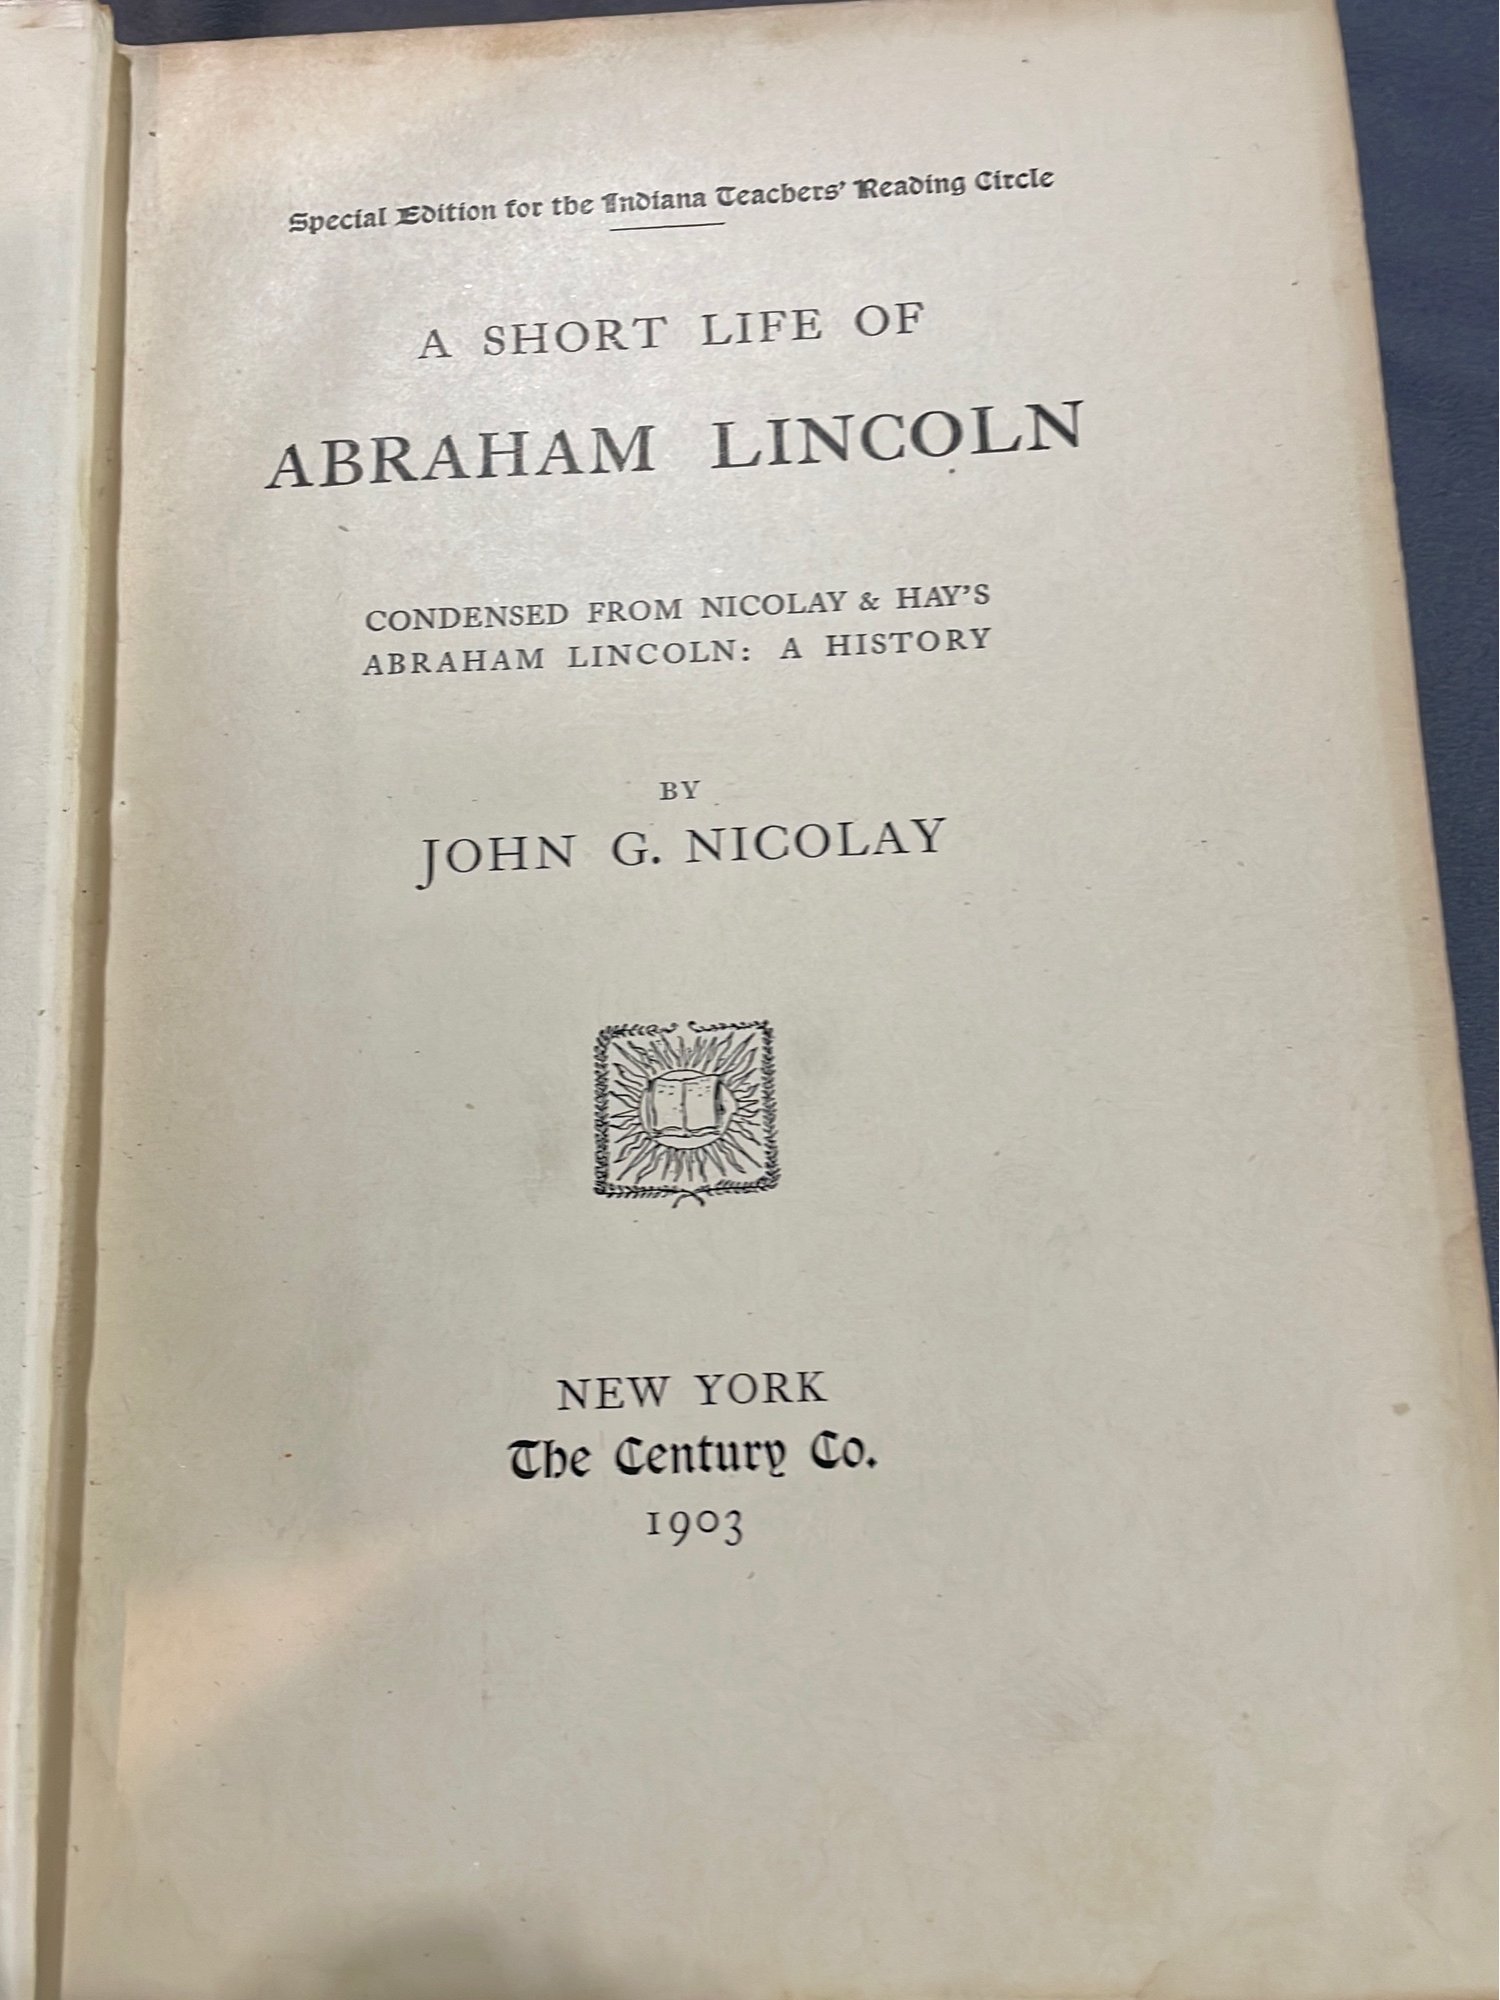 Special Edition for the Indiana Teachers' Reading Circle
A SHORT LIFE OF
ABRAHAM LINCOLN
CONDENSED FROM NICOLAY & HAY'S
ABRAHAM LINCOLN: A HISTORY
BY
JOHN G. NICOLAY
NEW YORK
The Century Co.
1903